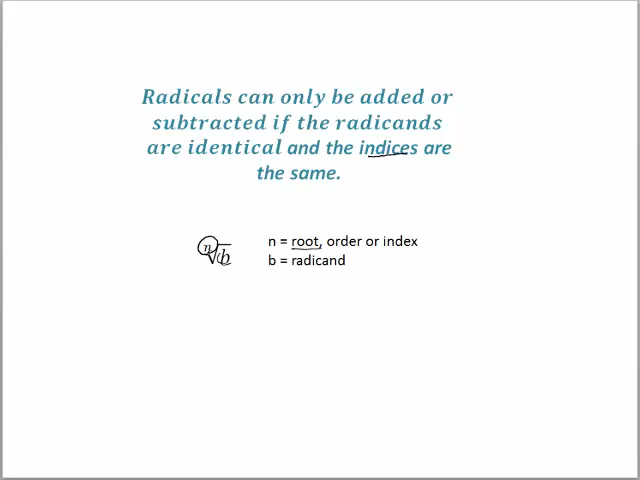 Radicals can only be added or
subtracted if the radicands
are identical and the indices are
the same.
n√b
n = root, order or index
b = radicand